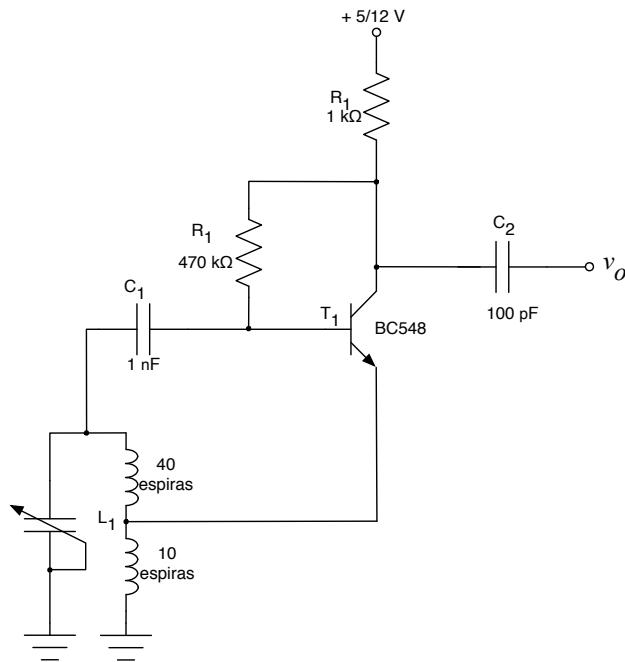 + 5/12 V
R1
1 kΩ
R1
470 kΩ
C2
100 pF
vo
C1
1 nF
T1
BC548
40
espiras
L1
10
espiras